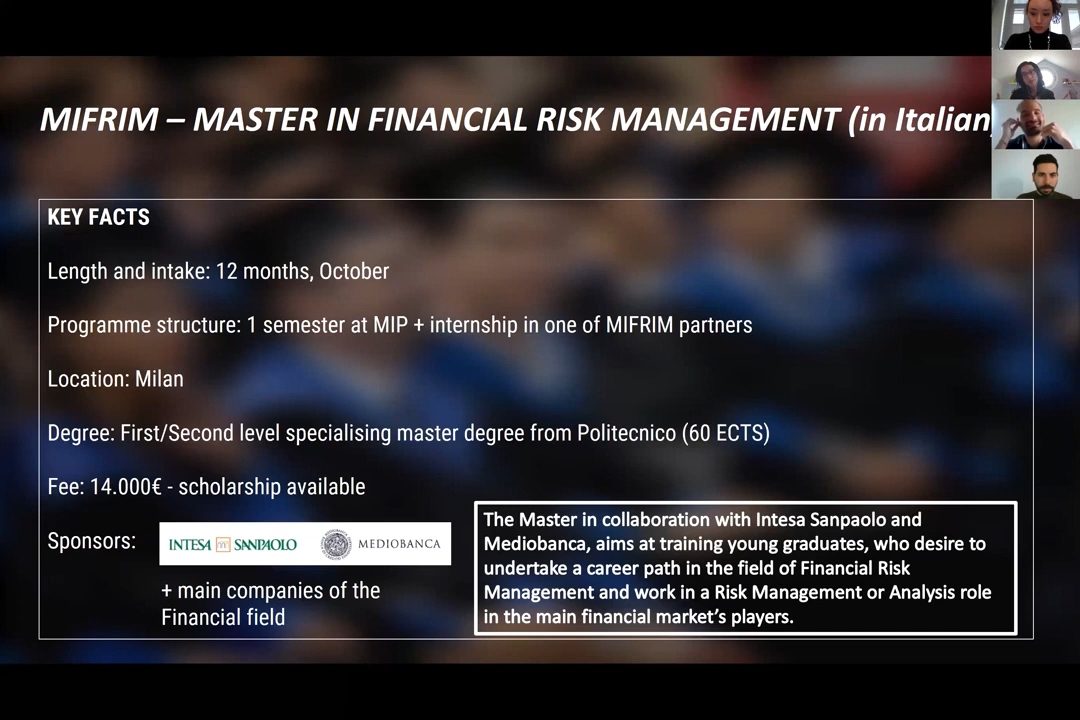 MIFRIM – MASTER IN FINANCIAL RISK MANAGEMENT (in Italian)
KEY FACTS
Length and intake: 12 months, October
Programme structure: 1 semester at MIP + internship in one of MIFRIM partners
Location: Milan
Degree: First/Second level specialising master degree from Politecnico (60 ECTS)
Fee: 14.000€ - scholarship available
Sponsors:
INTESA SANPAOLO
MEDIOBANCA
+ main companies of the
Financial field
The Master in collaboration with Intesa Sanpaolo and
Mediobanca, aims at training young graduates, who desire to
undertake a career path in the field of Financial Risk
Management and work in a Risk Management or Analysis role
in the main financial market's players.